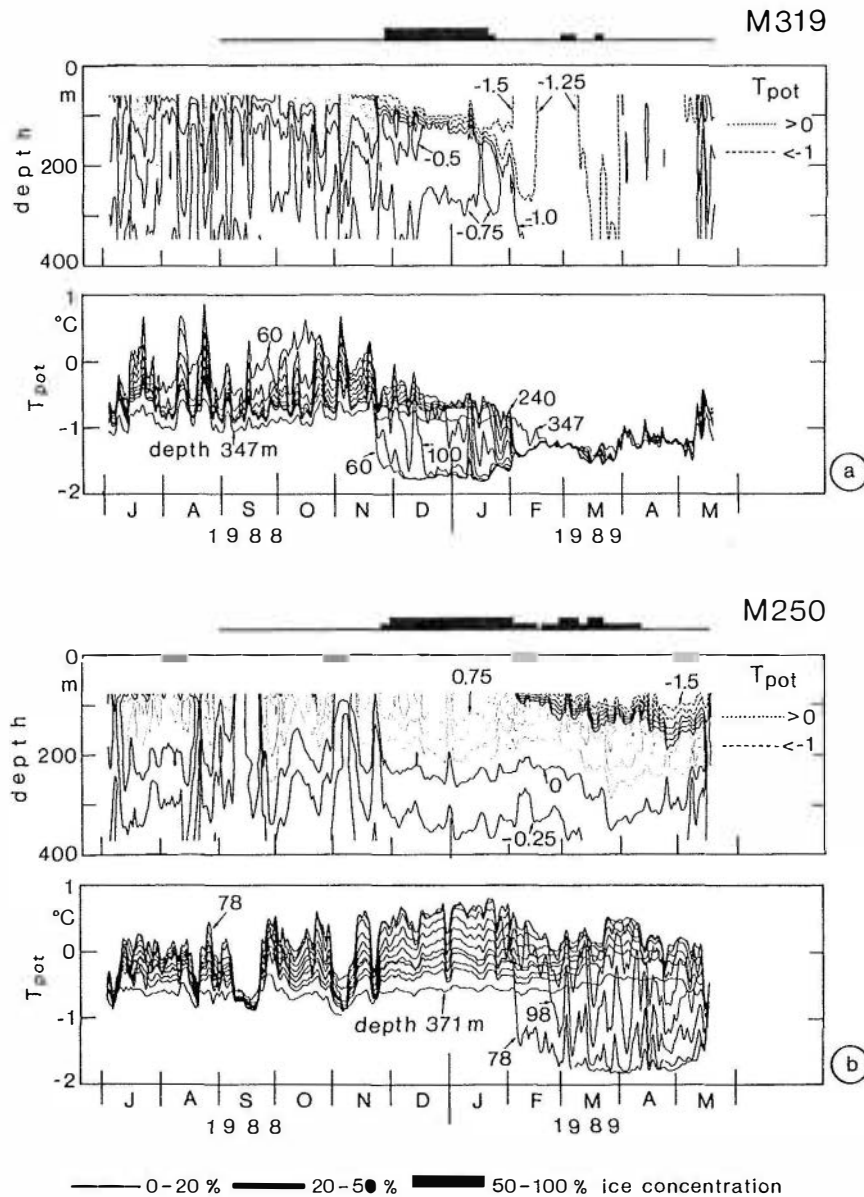 M319
0
m
200
400
depth
-1.5
-1.25
-0.5
-0.75
-1.0
Tpot
>0
<-1
1
°C
0
-1
-2
Tpot
60
depth 347m
60
100
240
347
J A S O N D J F M A M
1988 1989
a
M250
0
m
200
400
depth
0.75
-1.5
0
-0.25
Tpot
>0
<-1
1
°C
0
-1
-2
Tpot
78
depth 371m
98
78
J A S O N D J F M A M
1988 1989
b
0-20 % 20-50 % 50-100 % ice concentration